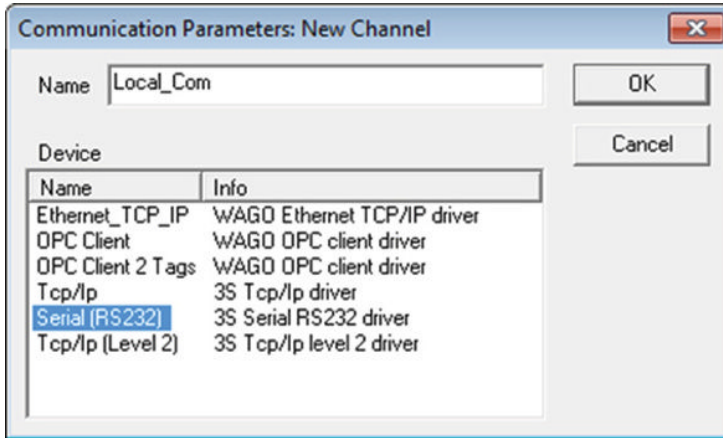 Communication Parameters: New Channel
Name Local_Com OK
Cancel
Device
Name Info
Ethernet_TCP_IP WAGO Ethernet TCP/IP driver
OPC Client WAGO OPC client driver
OPC Client 2 Tags WAGO OPC client driver
Tcp/Ip 3S Tcp/Ip driver
Serial (RS232) 3S Serial RS232 driver
Tcp/Ip (Level 2) 3S Tcp/Ip level 2 driver